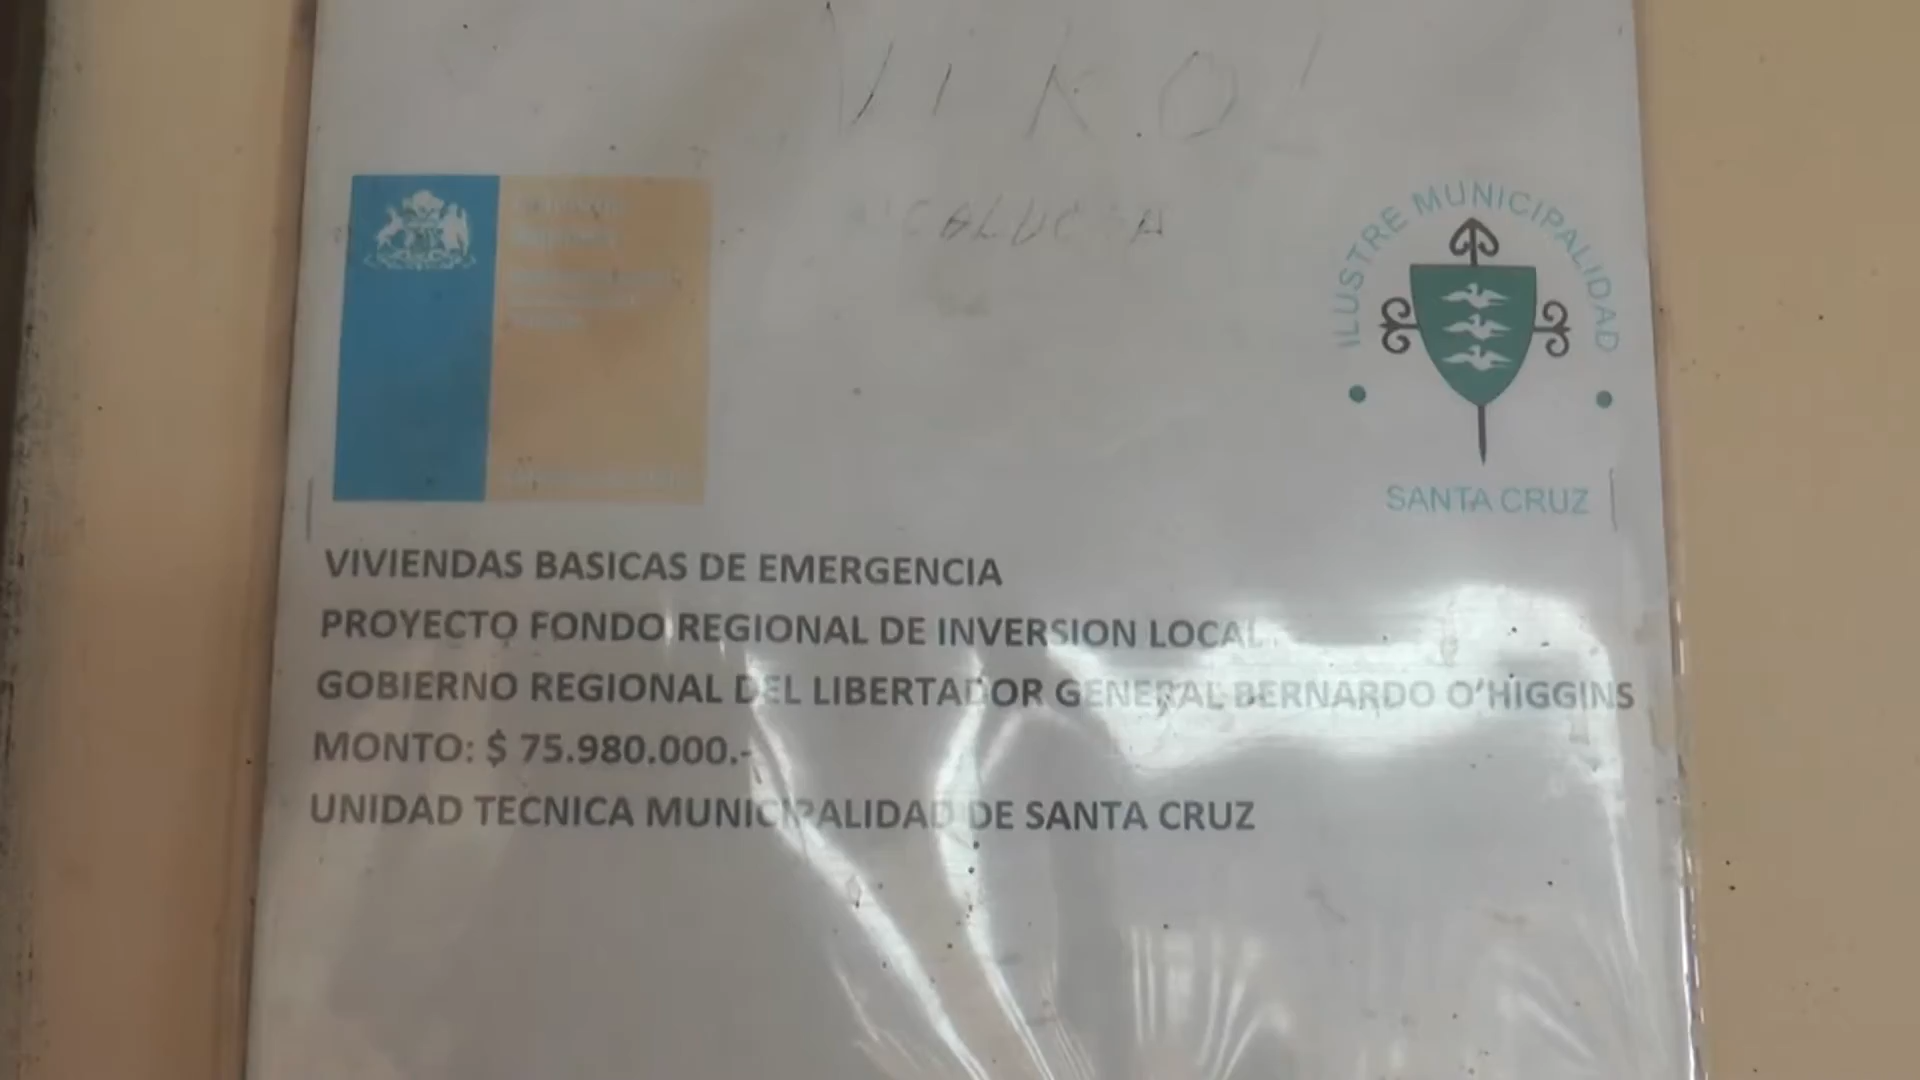 VIKO!
ILUSTRE MUNICIPALIDAD
SANTA CRUZ
VIVIENDAS BASICAS DE EMERGENCIA
PROYECTO FONDO REGIONAL DE INVERSION LOCAL
GOBIERNO REGIONAL DEL LIBERTADOR GENERAL BERNARDO O'HIGGINS
MONTO: $ 75.980.000.-
UNIDAD TECNICA MUNICIPALIDAD DE SANTA CRUZ